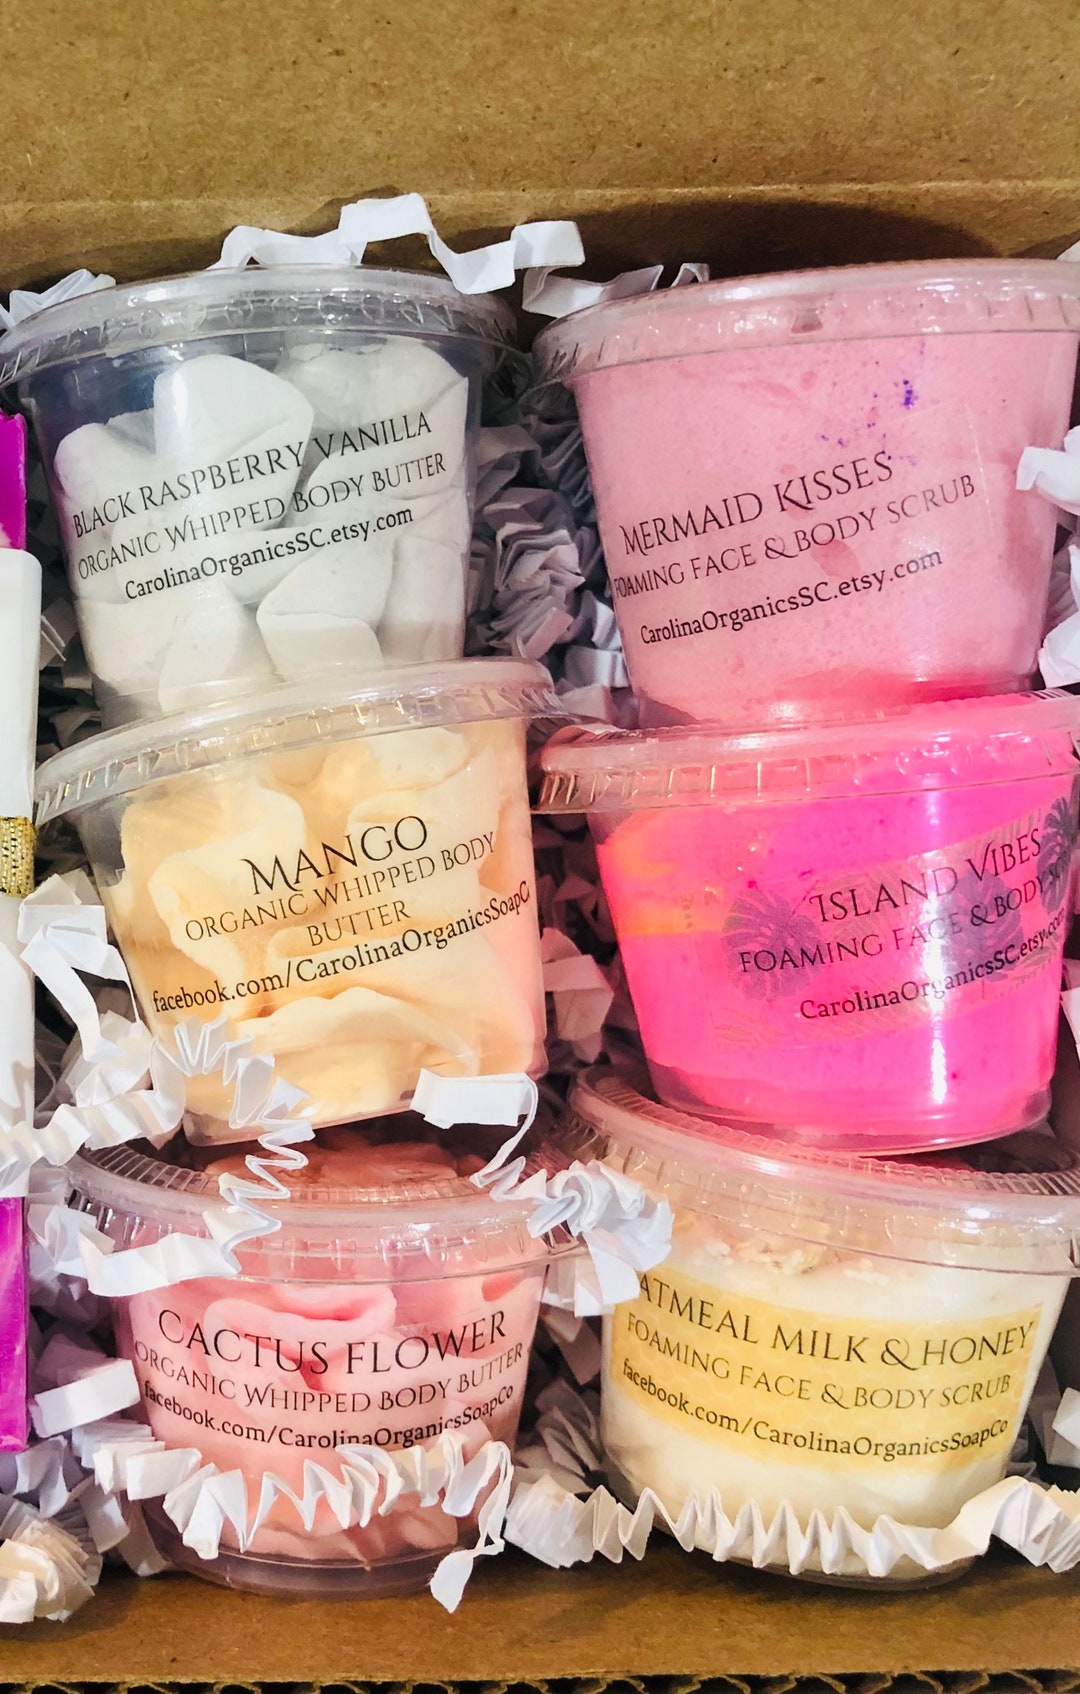 BLACK RASPBERRY VANILLA
ORGANIC WHIPPED BODY BUTTER
CarolinaOrganicsSC.etsy.com
MERMAID KISSES
FOAMING FACE & BODY SCRUB
CarolinaOrganicsSC.etsy.com
MANGO
ORGANIC WHIPPED BODY
BUTTER
facebook.com/CarolinaOrganicsSoapC
ISLAND VIBES
FOAMING FACE & BODY SC
CarolinaOrganicsSC.etsy.com
CACTUS FLOWER
ORGANIC WHIPPED BODY BUTTER
facebook.com/CarolinaOrganicsSoapCo
ATMEAL MILK & HONEY
FOAMING FACE & BODY SCRUB
facebook.com/CarolinaOrganicsSoapCo